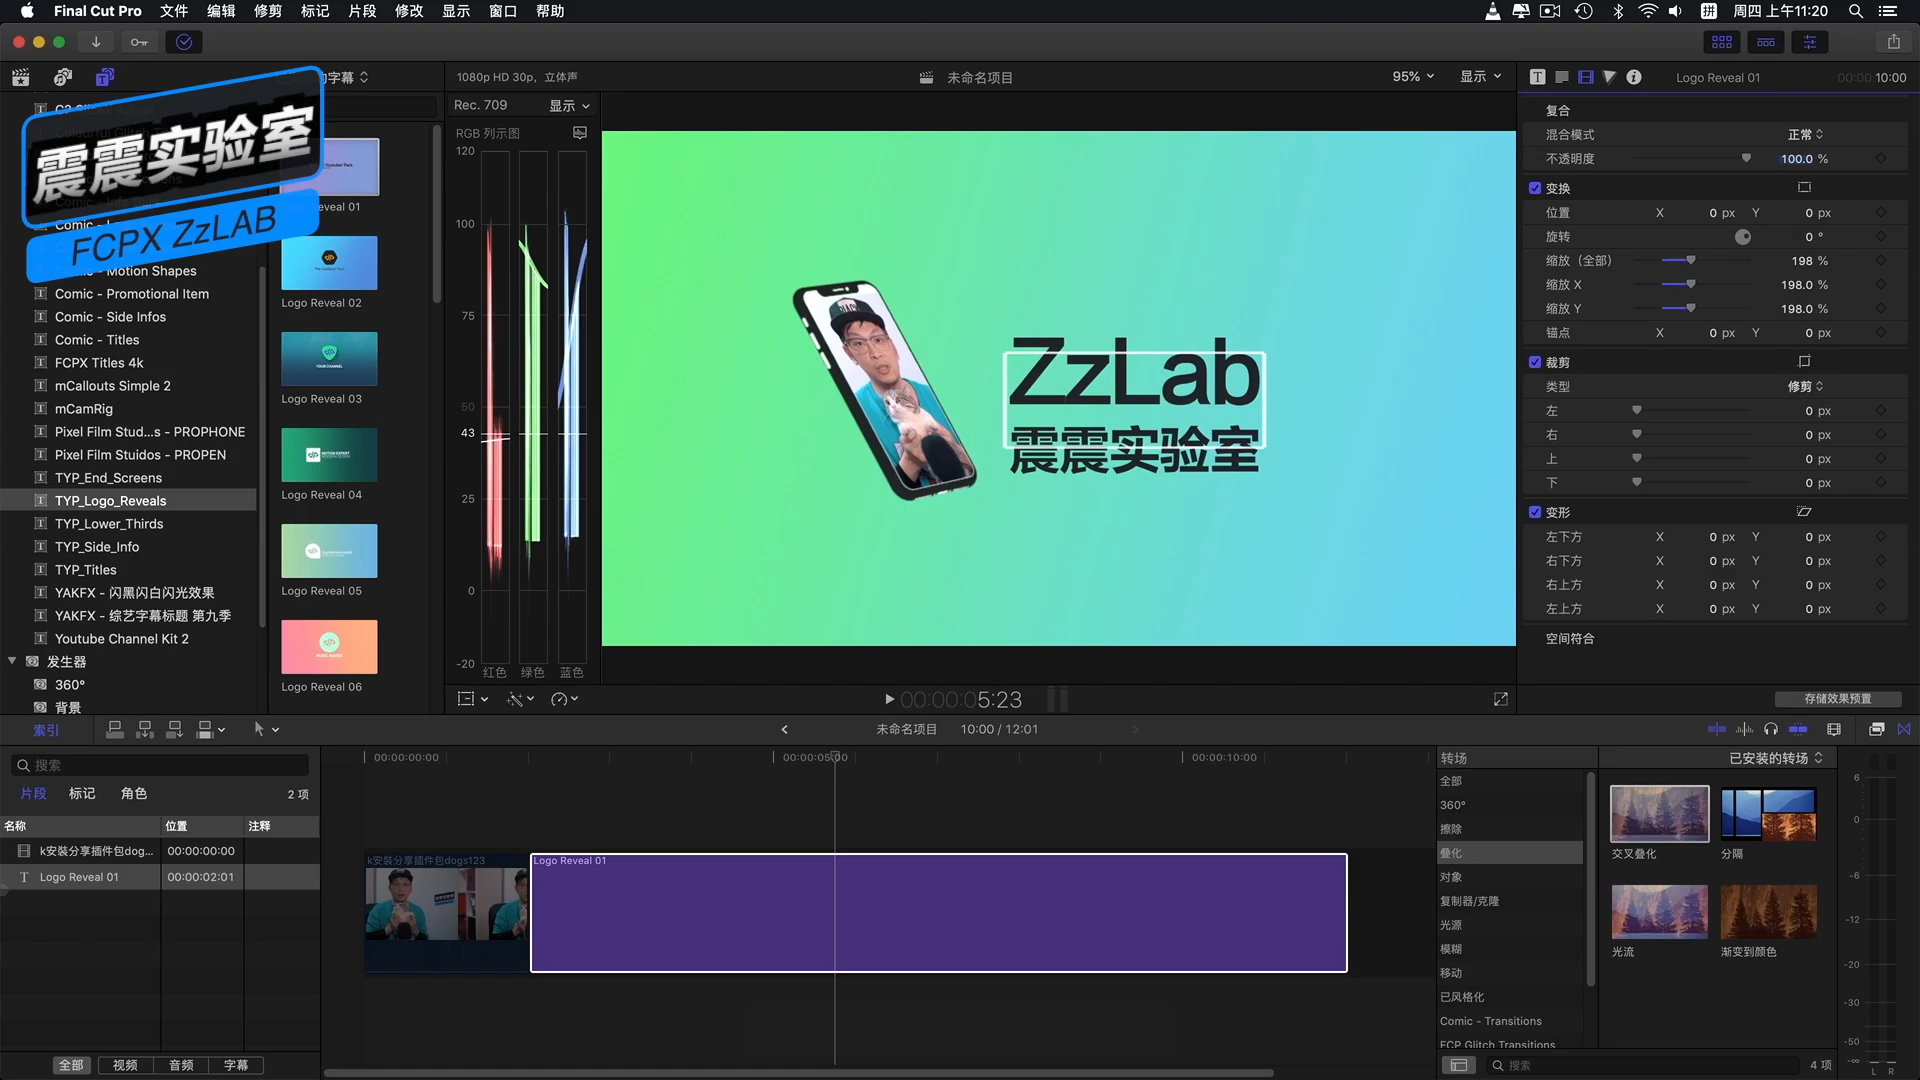 Final Cut Pro 文件 编辑 修剪 标记 片段 修改 显示 窗口 帮助
拼 周四 上午11:20
字幕
1080p HD 30p, 立体声
未命名项目
95%
显示
Logo Reveal 01
00:00:10:00
震震实验室
FCPX ZzLAB
Comic - Motion Shapes
Comic - Promotional Item
Comic - Side Infos
Comic - Titles
FCPX Titles 4k
mCallouts Simple 2
mCamRig
Pixel Film Stud...s - PROPHONE
Pixel Film Stuidos - PROPEN
TYP_End_Screens
TYP_Logo_Reveals
TYP_Lower_Thirds
TYP_Side_Info
TYP_Titles
YAKFX - 闪黑闪白闪光效果
YAKFX - 综艺字幕标题 第九季
Youtube Channel Kit 2
发生器
360°
背景
Logo Reveal 02
YOUR CHANNEL
Logo Reveal 03
MOTION EXPERT
Logo Reveal 04
Logo Reveal 05
Logo Reveal 06
Rec. 709
显示
RGB 列示图
120
100
75
50
43
25
0
-20
红色 绿色 蓝色
ZzLab
震震实验室
00:00:05:23
复合
混合模式 正常
不透明度 100.0 %
变换
位置 X 0 px Y 0 px
旋转 0 °
缩放（全部） 198 %
缩放 X 198.0 %
缩放 Y 198.0 %
锚点 X 0 px Y 0 px
裁剪
类型 修剪
左 0 px
右 0 px
上 0 px
下 0 px
变形
左下方 X 0 px Y 0 px
右下方 X 0 px Y 0 px
右上方 X 0 px Y 0 px
左上方 X 0 px Y 0 px
空间符合
存储效果预置
索引
未命名项目
10:00 / 12:01
搜索
片段 标记 角色
2 项
名称 位置 注释
k安裝分享插件包dog... 00:00:00:00
Logo Reveal 01 00:00:02:01
全部 视频 音频 字幕
00:00:00:00
00:00:05:00
00:00:10:00
k安裝分享插件包dogs123
Logo Reveal 01
转场
全部
360°
擦除
叠化
对象
复制器/克隆
光源
模糊
移动
已风格化
Comic - Transitions
FCP Glitch Transitions
已安装的转场
交叉叠化
分隔
光流
渐变到颜色
搜索
4 项
6
0
-6
-12
-20
-30
-50
-∞
L R